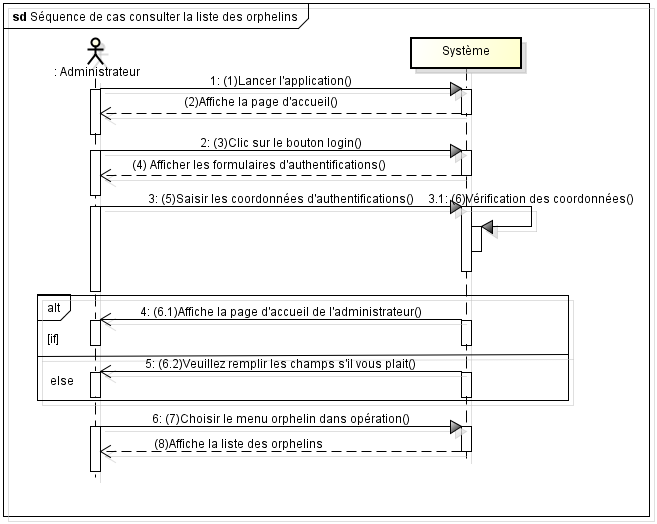 sd Séquence de cas consulter la liste des orphelins
: Administrateur
Système
1: (1)Lancer l'application()
(2)Affiche la page d'accueil()
2: (3)Clic sur le bouton login()
(4) Afficher les formulaires d'authentifications()
3: (5)Saisir les coordonnées d'authentifications()
3.1: (6)Vérification des coordonnées()
alt
4: (6.1)Affiche la page d'accueil de l'administrateur()
[if]
5: (6.2)Veuillez remplir les champs s'il vous plait()
else
6: (7)Choisir le menu orphelin dans opération()
(8)Affiche la liste des orphelins